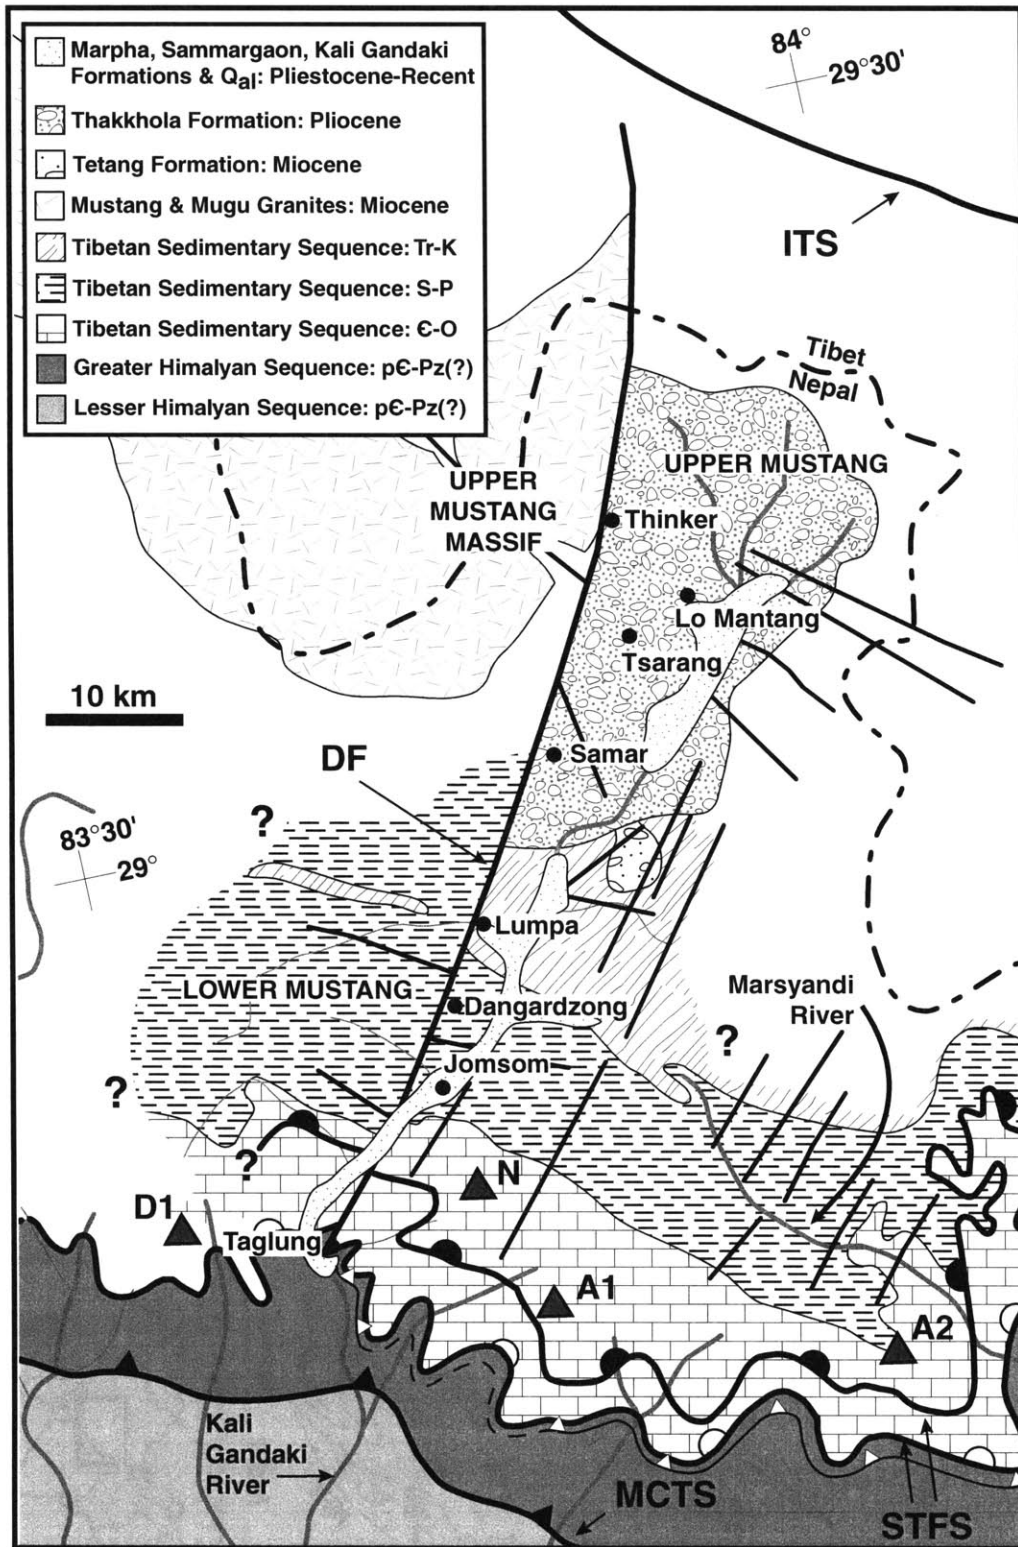 Marpha, Sammargaon, Kali Gandaki
Formations & Qal: Pliestocene-Recent
Thakkhola Formation: Pliocene
Tetang Formation: Miocene
Mustang & Mugu Granites: Miocene
Tibetan Sedimentary Sequence: Tr-K
Tibetan Sedimentary Sequence: S-P
Tibetan Sedimentary Sequence: Є-O
Greater Himalyan Sequence: pЄ-Pz(?)
Lesser Himalyan Sequence: pЄ-Pz(?)
84°
29°30'
ITS
Tibet
Nepal
UPPER
MUSTANG
MASSIF
UPPER MUSTANG
Thinker
Lo Mantang
Tsarang
10 km
Samar
DF
?
83°30'
29°
Lumpa
LOWER MUSTANG
Dangardzong
Marsyandi
River
?
Jomsom
?
?
N
D1
Taglung
A1
A2
Kali
Gandaki
River
MCTS
STFS